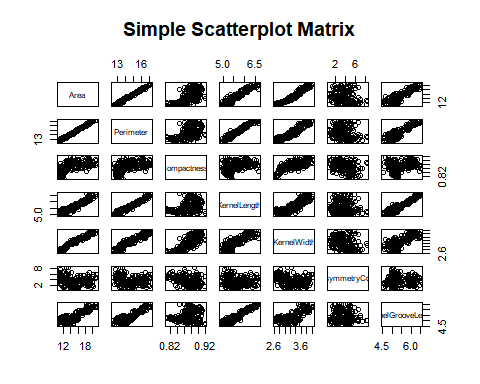 Simple Scatterplot Matrix
13 16 5.0 6.5 2 6
Area 12
13 Perimeter
ompactness 0.82
5.0 KernelLength
KernelWidth 2.6
2 8 symmetryCo
elGrooveLe 4.5
12 18 0.82 0.92 2.6 3.6 4.5 6.0